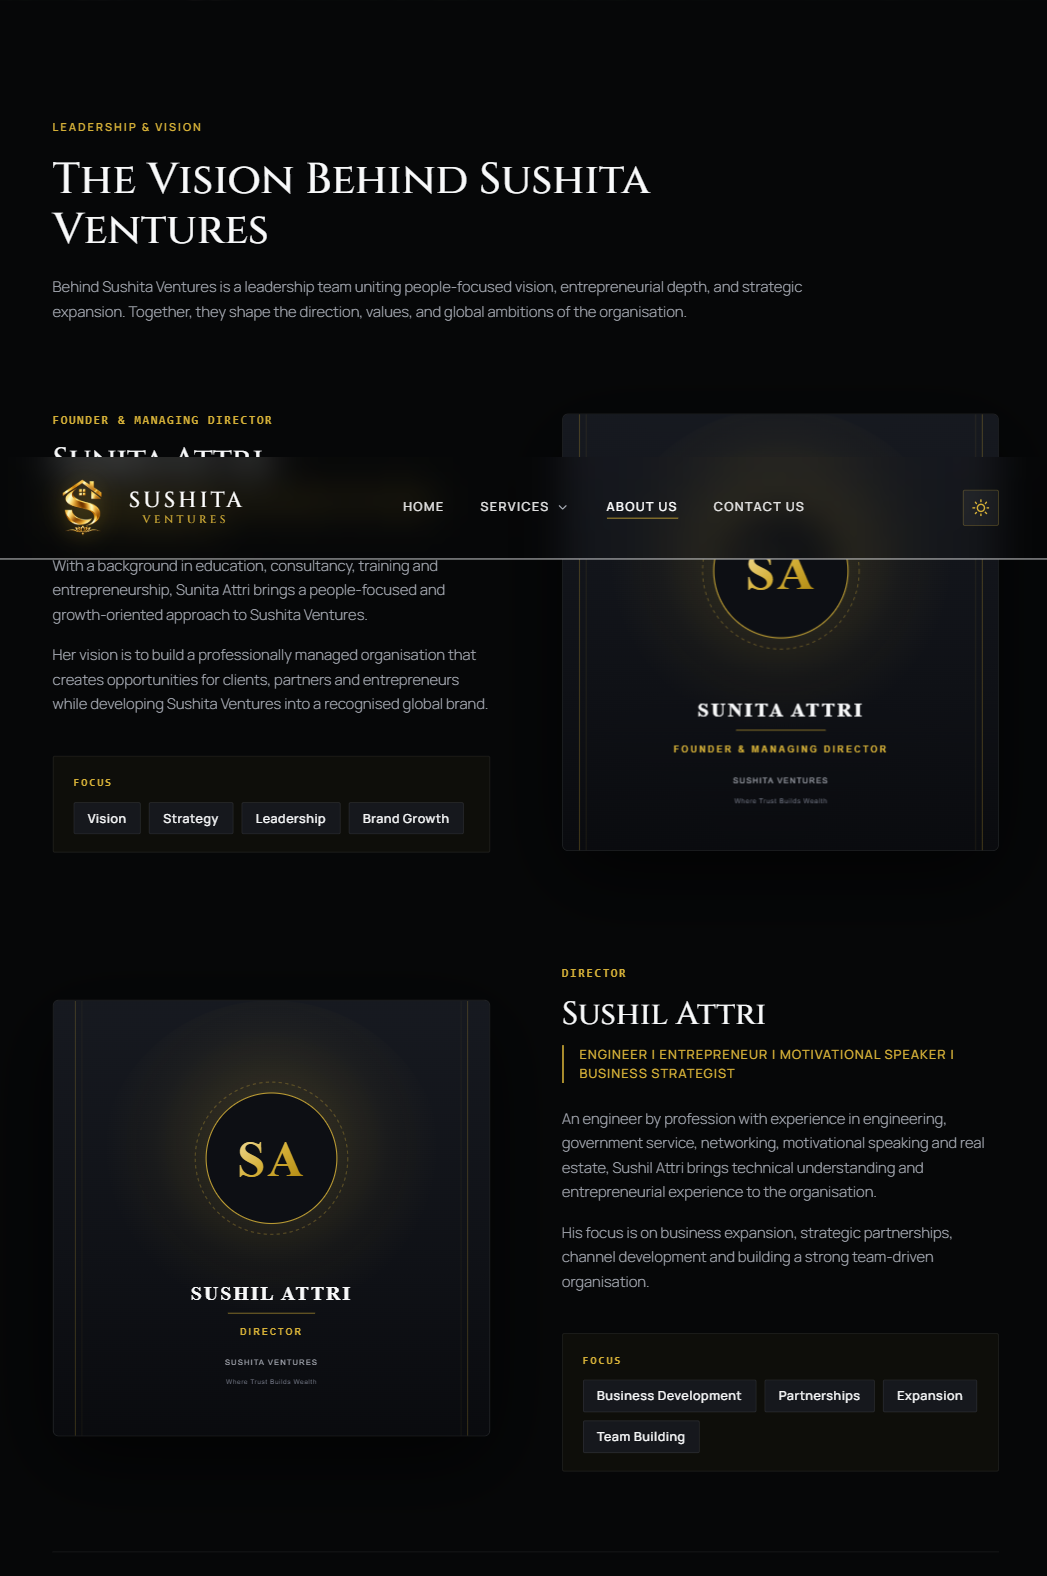 LEADERSHIP & VISION
THE VISION BEHIND SUSHITA
VENTURES
Behind Sushita Ventures is a leadership team uniting people-focused vision, entrepreneurial depth, and strategic
expansion. Together, they shape the direction, values, and global ambitions of the organisation.
FOUNDER & MANAGING DIRECTOR
SUNITA ATTRI
SUSHITA
VENTURES
HOME
SERVICES
ABOUT US
CONTACT US
With a background in education, consultancy, training and
entrepreneurship, Sunita Attri brings a people-focused and
growth-oriented approach to Sushita Ventures.
Her vision is to build a professionally managed organisation that
creates opportunities for clients, partners and entrepreneurs
while developing Sushita Ventures into a recognised global brand.
FOCUS
Vision
Strategy
Leadership
Brand Growth
SA
SUNITA ATTRI
FOUNDER & MANAGING DIRECTOR
SUSHITA VENTURES
Where Trust Builds Wealth
SA
SUSHIL ATTRI
DIRECTOR
SUSHITA VENTURES
Where Trust Builds Wealth
DIRECTOR
SUSHIL ATTRI
ENGINEER | ENTREPRENEUR | MOTIVATIONAL SPEAKER |
BUSINESS STRATEGIST
An engineer by profession with experience in engineering,
government service, networking, motivational speaking and real
estate, Sushil Attri brings technical understanding and
entrepreneurial experience to the organisation.
His focus is on business expansion, strategic partnerships,
channel development and building a strong team-driven
organisation.
FOCUS
Business Development
Partnerships
Expansion
Team Building